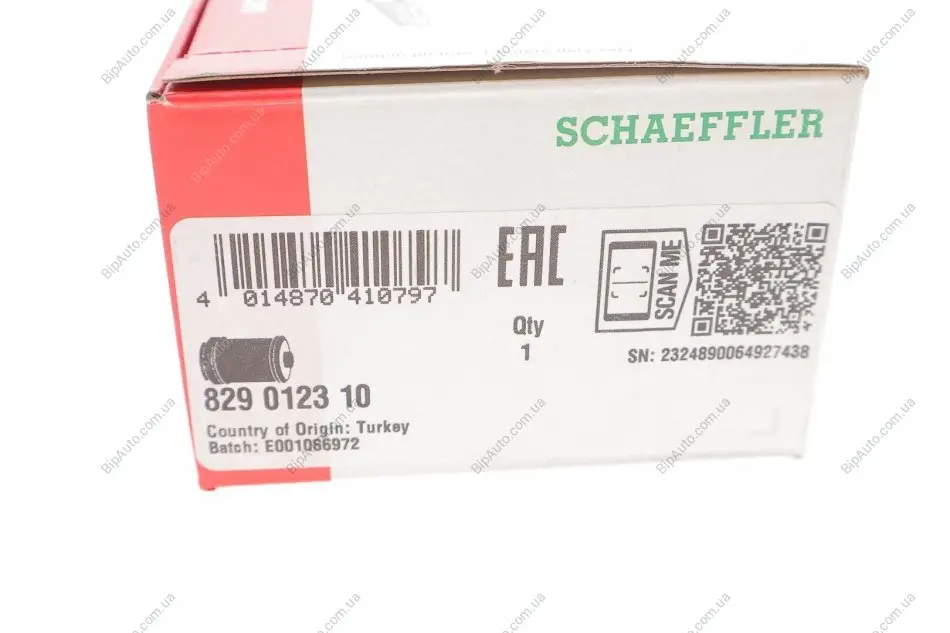 SCHAEFFLER
4 014870 410797
EAC
SCAN ME
Qty
1
SN: 2324890064927438
829 0123 10
Country of Origin: Turkey
Batch: E001086972
BipAuto.com.ua